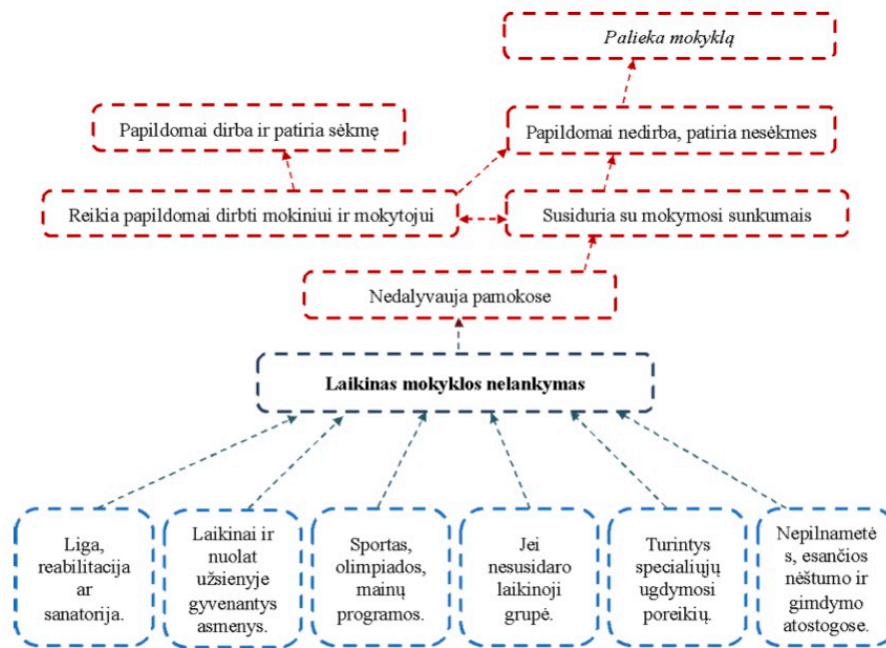 Palieka mokyklą
Papildomai dirba ir patiria sėkmę
Papildomai nedirba, patiria nesėkmes
Reikia papildomai dirbti mokiniui ir mokytojui
Susiduria su mokymosi sunkumais
Nedalyvauja pamokose
Laikinas mokyklos nelankymas
Liga,
reabilitacija
ar
sanatorija.
Laikinai ir
nuolat
užsienyje
gyvenantys
asmenys.
Sportas,
olimpiados,
mainų
programos.
Jei
nesusidaro
laikinoji
grupė.
Turintys
specialiųjų
ugdymosi
poreikių.
Nepilnametė
s, esančios
nėštumo ir
gimdymo
atostogose.